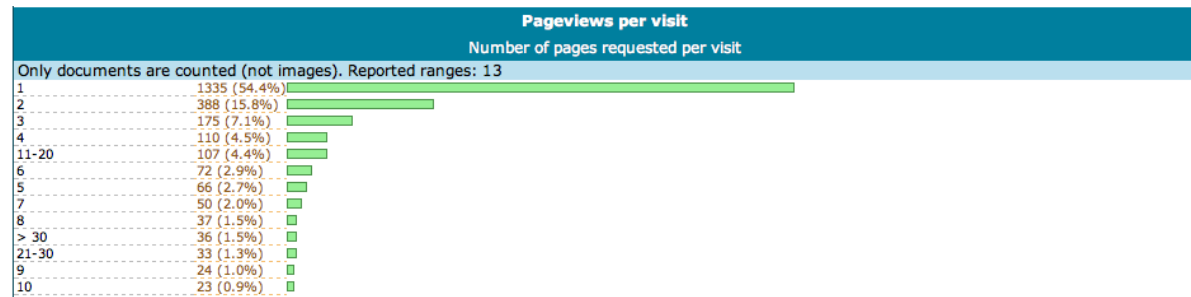 Pageviews per visit
Number of pages requested per visit
Only documents are counted (not images). Reported ranges: 13
1 1335 (54.4%)
2 388 (15.8%)
3 175 (7.1%)
4 110 (4.5%)
11-20 107 (4.4%)
6 72 (2.9%)
5 66 (2.7%)
7 50 (2.0%)
8 37 (1.5%)
> 30 36 (1.5%)
21-30 33 (1.3%)
9 24 (1.0%)
10 23 (0.9%)